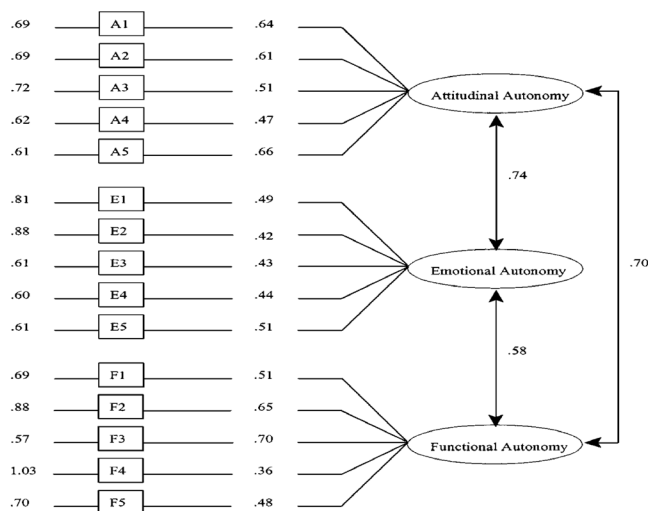 .69 A1 .64
.69 A2 .61
.72 A3 .51 Attitudinal Autonomy
.62 A4 .47
.61 A5 .66
.74
.81 E1 .49
.88 E2 .42
.61 E3 .43 Emotional Autonomy .70
.60 E4 .44
.61 E5 .51
.58
.69 F1 .51
.88 F2 .65
.57 F3 .70 Functional Autonomy
1.03 F4 .36
.70 F5 .48